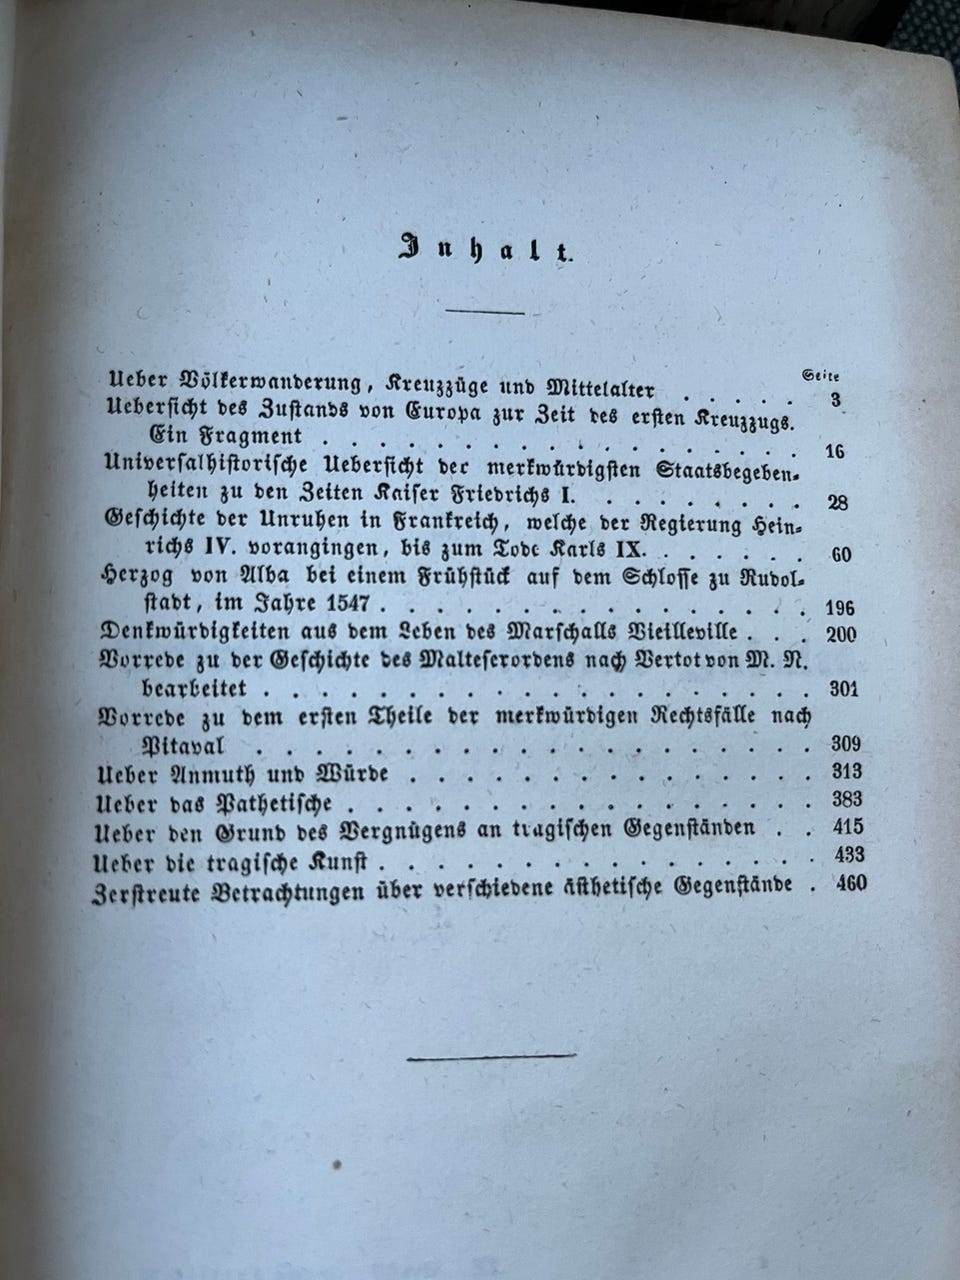 Inhalt.
Seite
Ueber Völkerwanderung, Kreuzzüge und Mittelalter . . . . . 3
Uebersicht des Zustands von Europa zur Zeit des ersten Kreuzzugs.
Ein Fragment . . . . . . . . . . . . . . . . . 16
Universalhistorische Uebersicht der merkwürdigsten Staatsbegeben-
heiten zu den Zeiten Kaiser Friedrichs I. . . . . . . . . 28
Geschichte der Unruhen in Frankreich, welche der Regierung Hein-
richs IV. vorangingen, bis zum Tode Karls IX. . . . . . . 60
Herzog von Alba bei einem Frühstück auf dem Schlosse zu Rudol-
stadt, im Jahre 1547 . . . . . . . . . . . . . . . . 196
Denkwürdigkeiten aus dem Leben des Marschalls Vieilleville . . . 200
Vorrede zu der Geschichte des Malteserordens nach Vertot von M. N.
bearbeitet . . . . . . . . . . . . . . . . . . . 301
Vorrede zu dem ersten Theile der merkwürdigen Rechtsfälle nach
Pitaval . . . . . . . . . . . . . . . . . . . 309
Ueber Anmuth und Würde . . . . . . . . . . . . . . 313
Ueber das Pathetische . . . . . . . . . . . . . . . . 383
Ueber den Grund des Vergnügens an tragischen Gegenständen . . 415
Ueber die tragische Kunst . . . . . . . . . . . . . . . 433
Zerstreute Betrachtungen über verschiedene ästhetische Gegenstände . 460